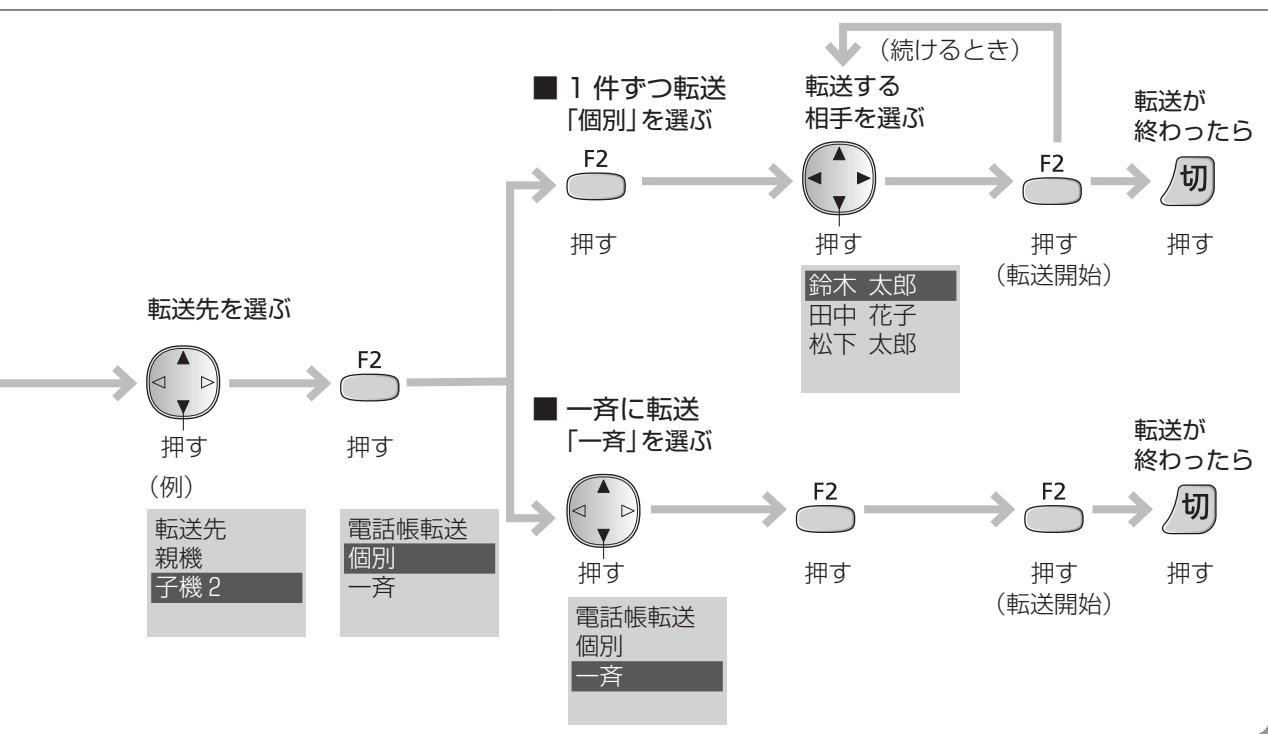 転送先を選ぶ
押す
(例)
転送先
親機
子機 2
F2
押す
電話帳転送
個別
一斉
■ 1 件ずつ転送
「個別」を選ぶ
F2
押す
転送する
相手を選ぶ
押す
鈴木 太郎
田中 花子
松下 太郎
(続けるとき)
F2
押す
(転送開始)
転送が
終わったら
切
押す
■ 一斉に転送
「一斉」を選ぶ
押す
電話帳転送
個別
一斉
F2
押す
F2
押す
(転送開始)
転送が
終わったら
切
押す